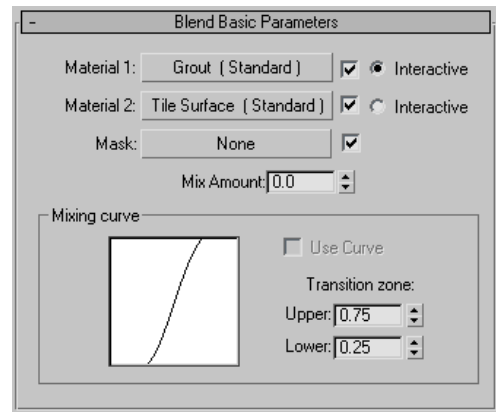 - Blend Basic Parameters
Material 1: Grout ( Standard ) Interactive
Material 2: Tile Surface ( Standard ) Interactive
Mask: None
Mix Amount: 0.0
Mixing curve
Use Curve
Transition zone:
Upper: 0.75
Lower: 0.25